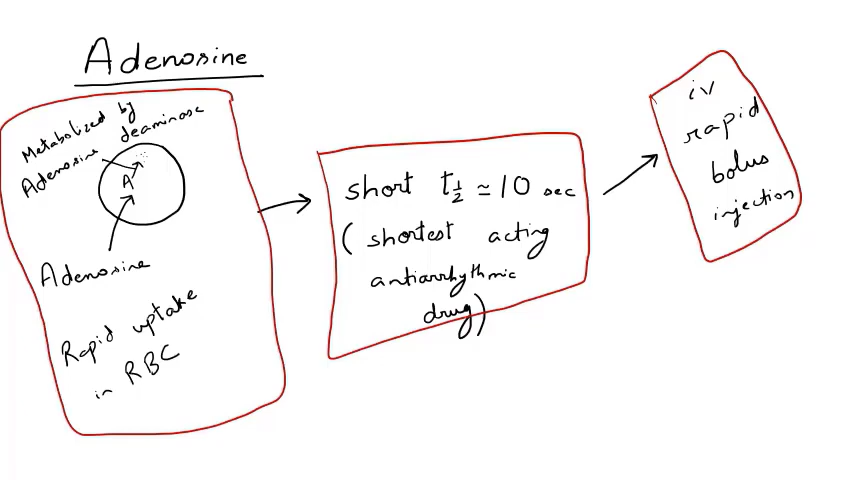 Adenosine
Metabolized by
Adenosine deaminase
A
Adenosine
Rapid uptake
in RBC
short t½ ≃ 10 sec
(shortest acting
antiarrhythmic
drug)
iv
rapid
bolus
injection